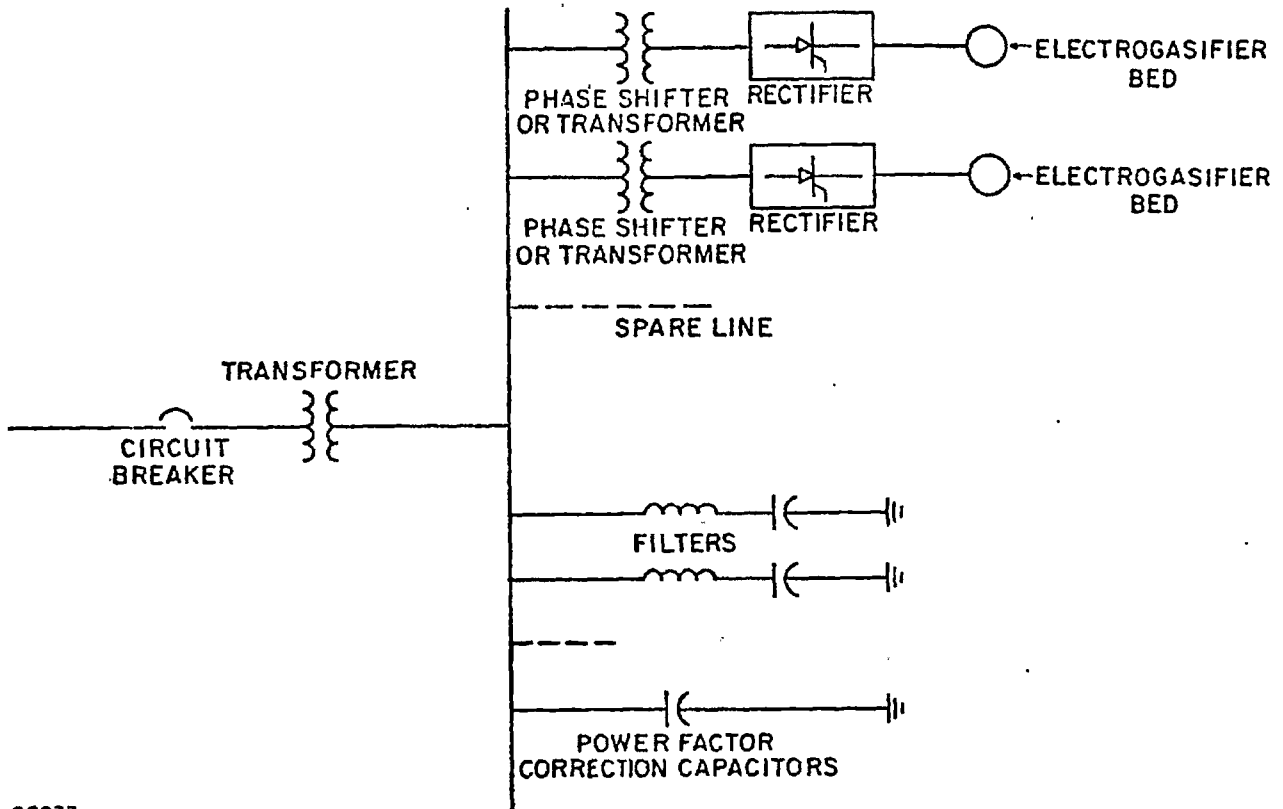 ELECTROGASIFIER
BED
PHASE SHIFTER
OR TRANSFORMER
RECTIFIER
ELECTROGASIFIER
BED
PHASE SHIFTER
OR TRANSFORMER
RECTIFIER
SPARE LINE
TRANSFORMER
CIRCUIT
BREAKER
FILTERS
POWER FACTOR
CORRECTION CAPACITORS